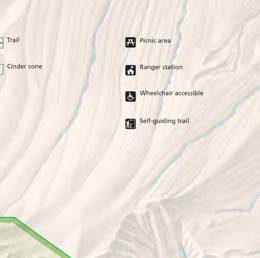 Trail
Cinder cone
Picnic area
Ranger station
Wheelchair accessible
Self-guiding trail